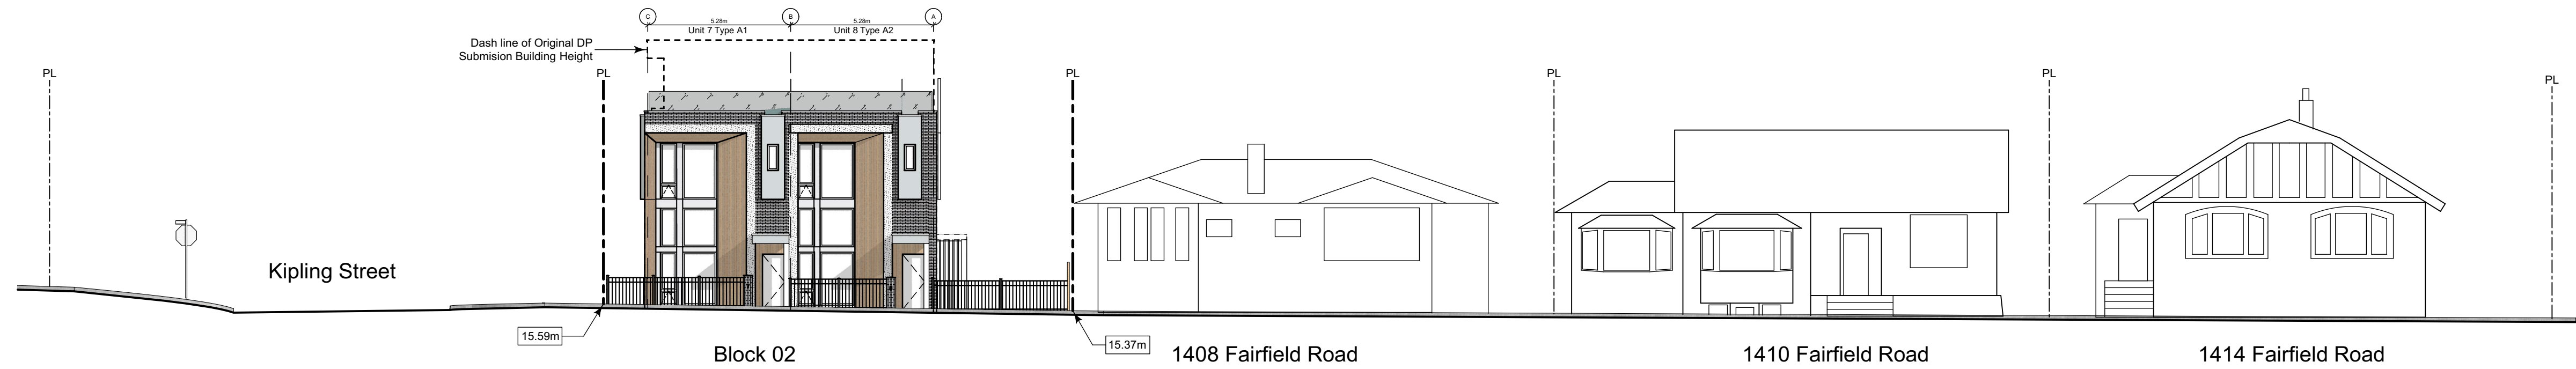 C
B
A
5.28m
5.28m
Unit 7 Type A1
Unit 8 Type A2
Dash line of Original DP
Submision Building Height
PL
PL
PL
PL
PL
PL
Kipling Street
15.59m
15.37m
Block 02
1408 Fairfield Road
1410 Fairfield Road
1414 Fairfield Road